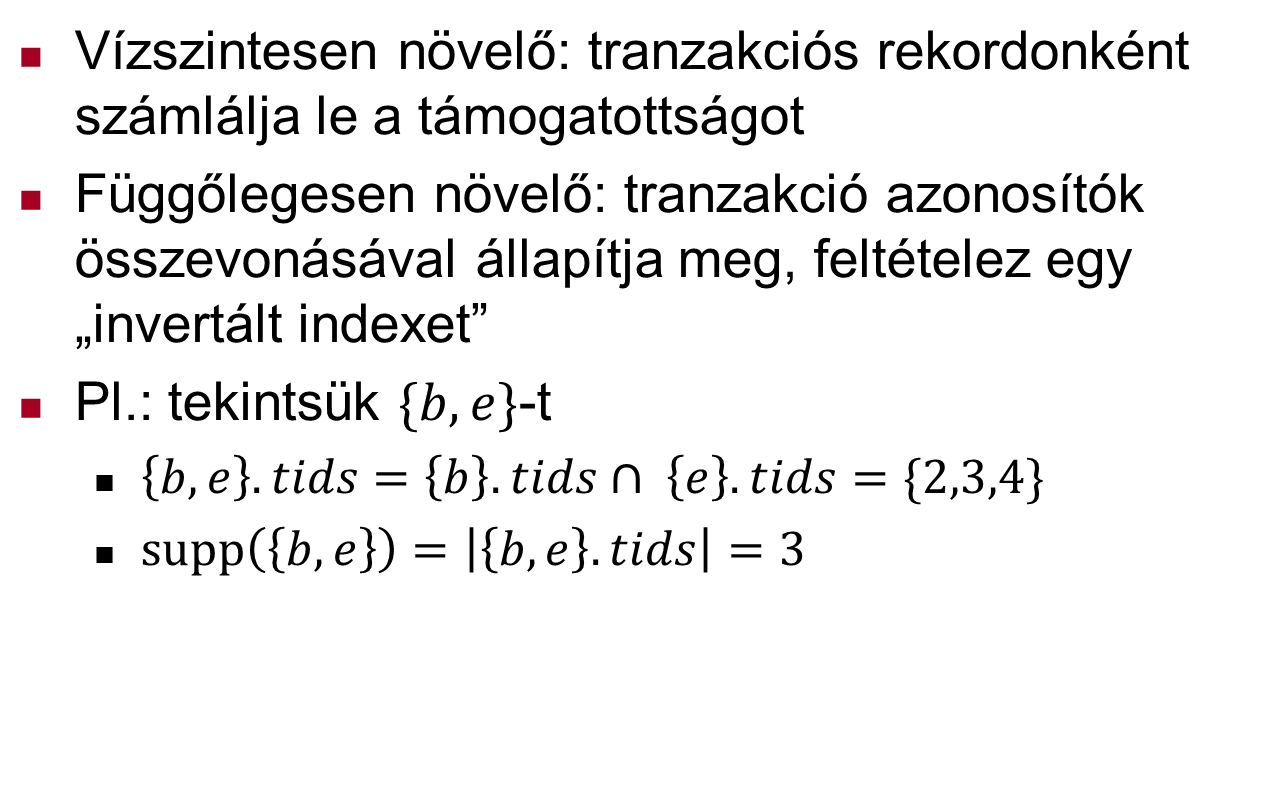 Vízszintesen növelő: tranzakciós rekordonként
számlálja le a támogatottságot
Függőlegesen növelő: tranzakció azonosítók
összevonásával állapítja meg, feltételez egy
„invertált indexet”
Pl.: tekintsük {b, e}-t
{b, e}. tids = {b}. tids ∩ {e}. tids = {2,3,4}
supp({b, e}) = |{b, e}. tids| = 3